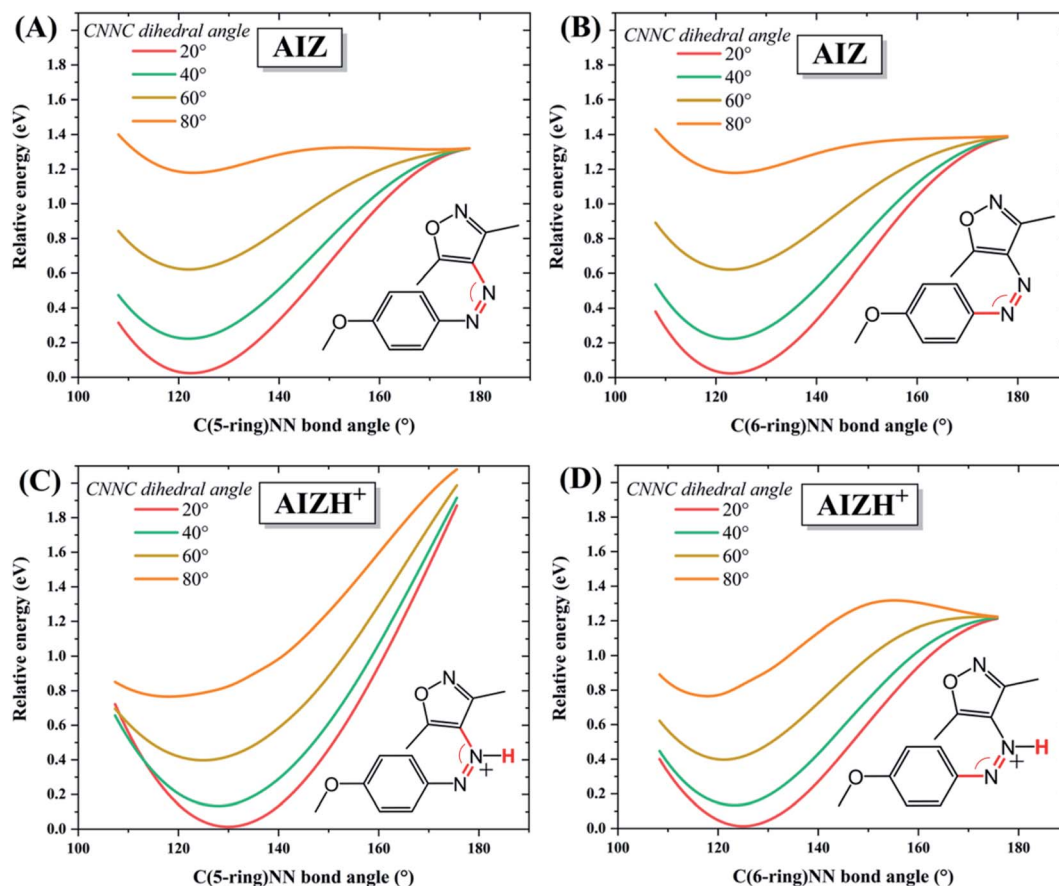 (A)
CNNC dihedral angle
20°
40°
60°
80°
AIZ
Relative energy (eV)
2.0
1.8
1.6
1.4
1.2
1.0
0.8
0.6
0.4
0.2
0.0
100 120 140 160 180
C(5-ring)NN bond angle (°)
O N
N
O N
(B)
CNNC dihedral angle
20°
40°
60°
80°
AIZ
Relative energy (eV)
2.0
1.8
1.6
1.4
1.2
1.0
0.8
0.6
0.4
0.2
0.0
100 120 140 160 180
C(6-ring)NN bond angle (°)
O N
N
O N
(C)
CNNC dihedral angle
20°
40°
60°
80°
AIZH+
Relative energy (eV)
1.8
1.6
1.4
1.2
1.0
0.8
0.6
0.4
0.2
0.0
100 120 140 160 180
C(5-ring)NN bond angle (°)
O N
N H
+
O N
(D)
CNNC dihedral angle
20°
40°
60°
80°
AIZH+
Relative energy (eV)
1.8
1.6
1.4
1.2
1.0
0.8
0.6
0.4
0.2
0.0
100 120 140 160 180
C(6-ring)NN bond angle (°)
O N
N H
+
O N